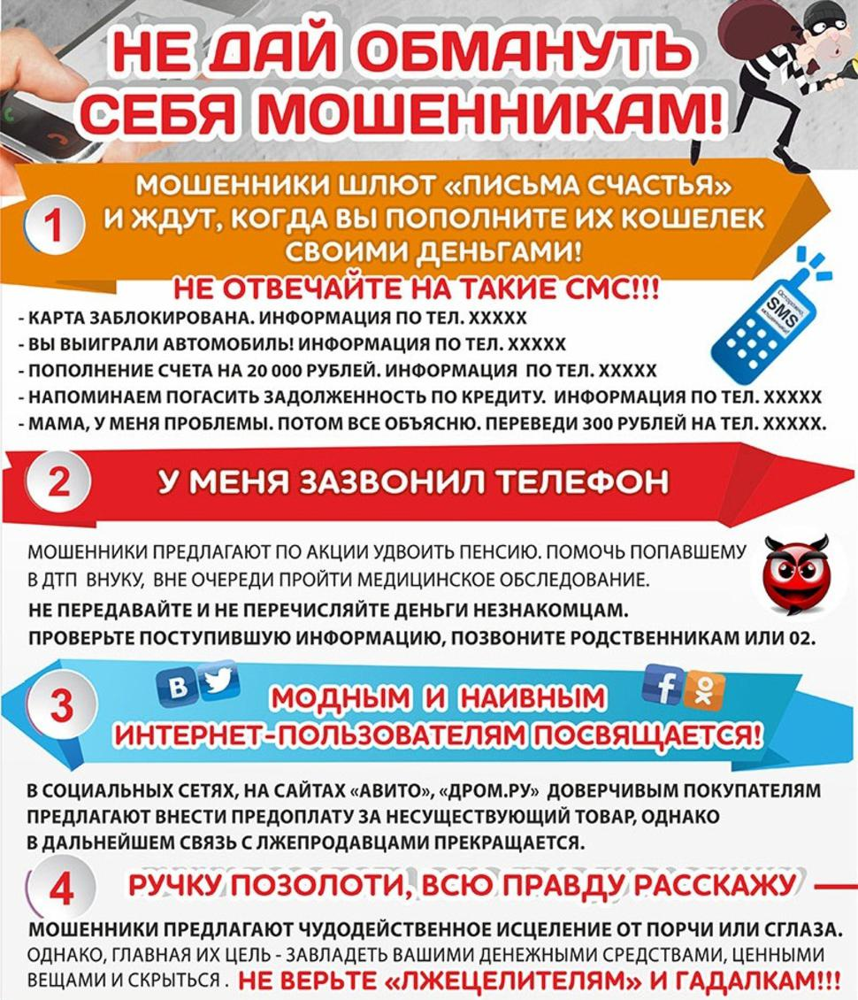 НЕ ДАЙ ОБМАНУТЬ
СЕБЯ МОШЕННИКАМ!
1
МОШЕННИКИ ШЛЮТ «ПИСЬМА СЧАСТЬЯ»
И ЖДУТ, КОГДА ВЫ ПОПОЛНИТЕ ИХ КОШЕЛЕК
СВОИМИ ДЕНЬГАМИ!
НЕ ОТВЕЧАЙТЕ НА ТАКИЕ СМС!!!
- КАРТА ЗАБЛОКИРОВАНА. ИНФОРМАЦИЯ ПО ТЕЛ. ХХХХХ
- ВЫ ВЫИГРАЛИ АВТОМОБИЛЬ! ИНФОРМАЦИЯ ПО ТЕЛ. ХХХХХ
- ПОПОЛНЕНИЕ СЧЕТА НА 20 000 РУБЛЕЙ. ИНФОРМАЦИЯ ПО ТЕЛ. ХХХХХ
- НАПОМИНАЕМ ПОГАСИТЬ ЗАДОЛЖЕННОСТЬ ПО КРЕДИТУ. ИНФОРМАЦИЯ ПО ТЕЛ. ХХХХХ
- МАМА, У МЕНЯ ПРОБЛЕМЫ. ПОТОМ ВСЕ ОБЪЯСНЮ. ПЕРЕВЕДИ 300 РУБЛЕЙ НА ТЕЛ. ХХХХХ.
Осторожно,
SMS
мошенники!
2
У МЕНЯ ЗАЗВОНИЛ ТЕЛЕФОН
МОШЕННИКИ ПРЕДЛАГАЮТ ПО АКЦИИ УДВОИТЬ ПЕНСИЮ. ПОМОЧЬ ПОПАВШЕМУ
В ДТП ВНУКУ, ВНЕ ОЧЕРЕДИ ПРОЙТИ МЕДИЦИНСКОЕ ОБСЛЕДОВАНИЕ.
НЕ ПЕРЕДАВАЙТЕ И НЕ ПЕРЕЧИСЛЯЙТЕ ДЕНЬГИ НЕЗНАКОМЦАМ.
ПРОВЕРЬТЕ ПОСТУПИВШУЮ ИНФОРМАЦИЮ, ПОЗВОНИТЕ РОДСТВЕННИКАМ ИЛИ 02.
3
МОДНЫМ И НАИВНЫМ
ИНТЕРНЕТ-ПОЛЬЗОВАТЕЛЯМ ПОСВЯЩАЕТСЯ!
В СОЦИАЛЬНЫХ СЕТЯХ, НА САЙТАХ «АВИТО», «ДРОМ.РУ» ДОВЕРЧИВЫМ ПОКУПАТЕЛЯМ
ПРЕДЛАГАЮТ ВНЕСТИ ПРЕДОПЛАТУ ЗА НЕСУЩЕСТВУЮЩИЙ ТОВАР, ОДНАКО
В ДАЛЬНЕЙШЕМ СВЯЗЬ С ЛЖЕПРОДАВЦАМИ ПРЕКРАЩАЕТСЯ.
4
РУЧКУ ПОЗОЛОТИ, ВСЮ ПРАВДУ РАССКАЖУ
МОШЕННИКИ ПРЕДЛАГАЮТ ЧУДОДЕЙСТВЕННОЕ ИСЦЕЛЕНИЕ ОТ ПОРЧИ ИЛИ СГЛАЗА.
ОДНАКО, ГЛАВНАЯ ИХ ЦЕЛЬ - ЗАВЛАДЕТЬ ВАШИМИ ДЕНЕЖНЫМИ СРЕДСТВАМИ, ЦЕННЫМИ
ВЕЩАМИ И СКРЫТЬСЯ . НЕ ВЕРЬТЕ «ЛЖЕЦЕЛИТЕЛЯМ» И ГАДАЛКАМ!!!